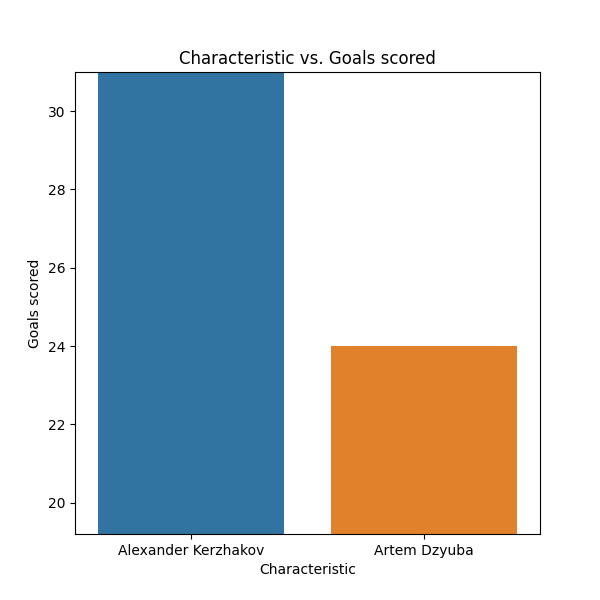 Characteristic vs. Goals scored
Goals scored
30
28
26
24
22
20
Alexander Kerzhakov
Artem Dzyuba
Characteristic